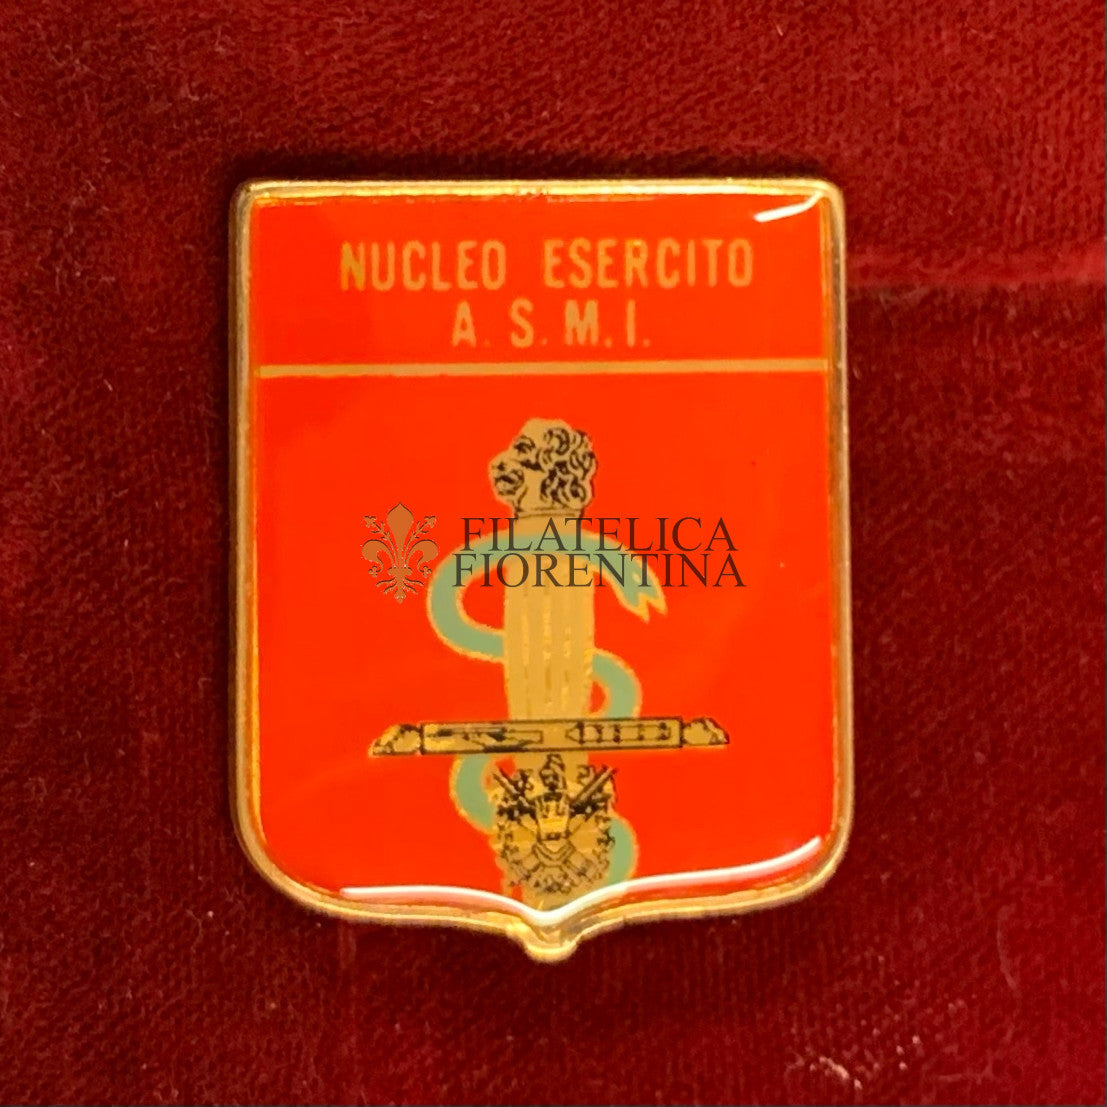 NUCLEO ESERCITO
A. S. M. I.
FILATELICA
FIORENTINA